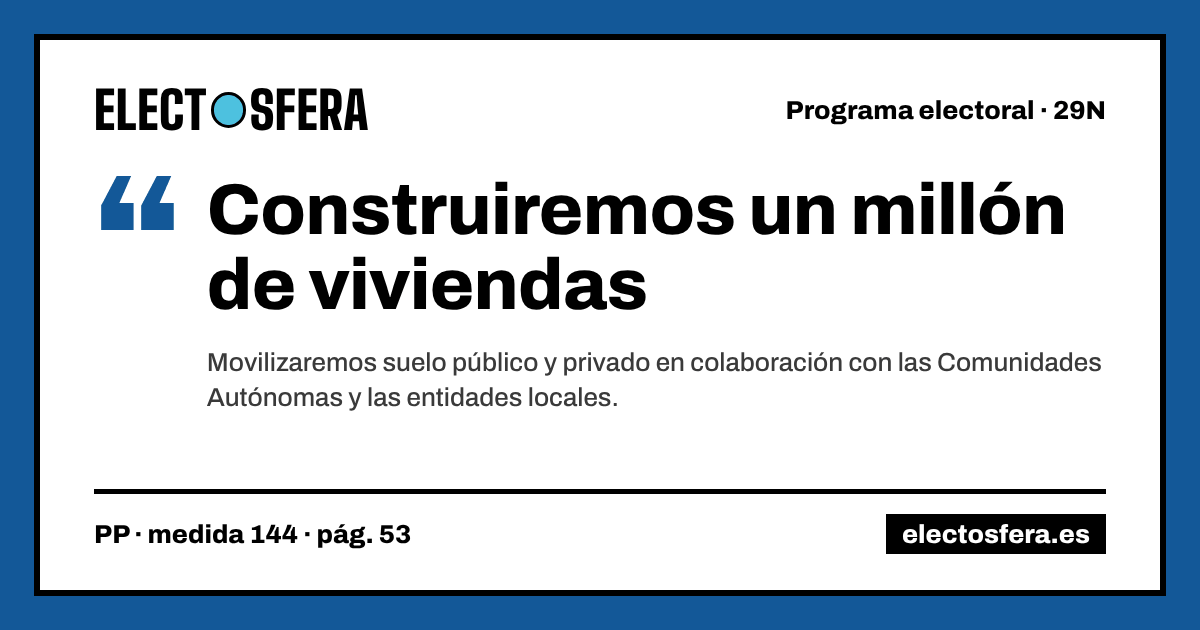 ELECTOSFERA
Programa electoral · 29N
“Construiremos un millón
de viviendas
Movilizaremos suelo público y privado en colaboración con las Comunidades
Autónomas y las entidades locales.
PP · medida 144 · pág. 53
electosfera.es